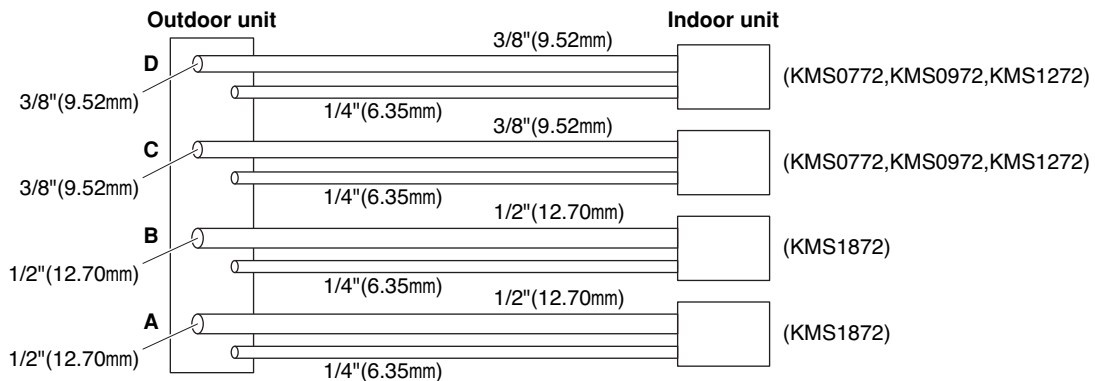 Outdoor unit
Indoor unit
D
3/8"(9.52mm)
3/8"(9.52mm)
1/4"(6.35mm)
(KMS0772,KMS0972,KMS1272)
C
3/8"(9.52mm)
3/8"(9.52mm)
1/4"(6.35mm)
(KMS0772,KMS0972,KMS1272)
B
1/2"(12.70mm)
1/2"(12.70mm)
1/4"(6.35mm)
(KMS1872)
A
1/2"(12.70mm)
1/2"(12.70mm)
1/4"(6.35mm)
(KMS1872)